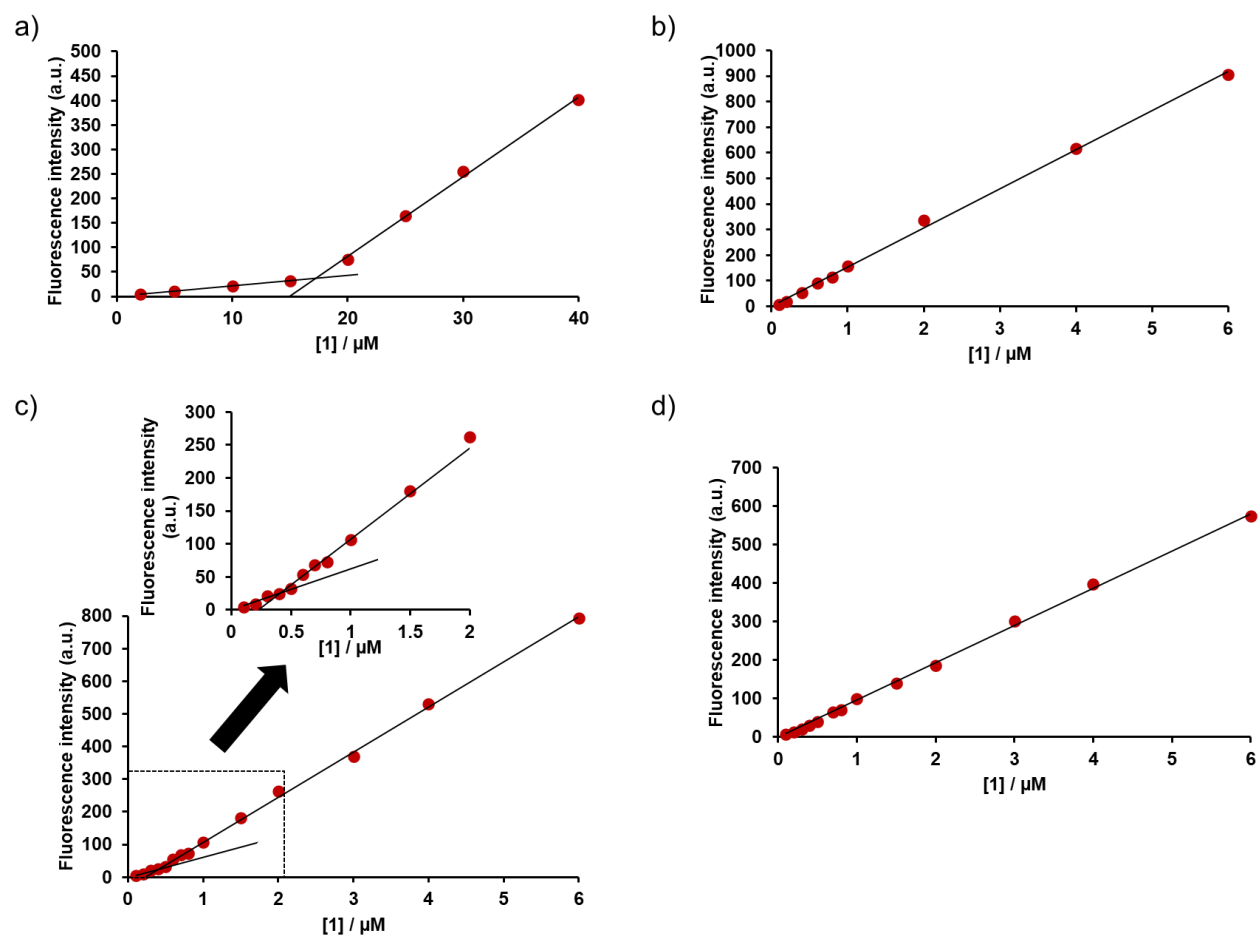 a)
Fluorescence intensity (a.u.)
500
450
400
350
300
250
200
150
100
50
0
0 10 20 30 40
[1] / µM
b)
Fluorescence intensity (a.u.)
1000
900
800
700
600
500
400
300
200
100
0
0 1 2 3 4 5 6
[1] / µM
c)
Fluorescence intensity
(a.u.)
300
250
200
150
100
50
0
0 0.5 1 1.5 2
[1] / µM
Fluorescence intensity (a.u.)
800
700
600
500
400
300
200
100
0
0 1 2 3 4 5 6
[1] / µM
d)
Fluorescence intensity (a.u.)
700
600
500
400
300
200
100
0
0 1 2 3 4 5 6
[1] / µM